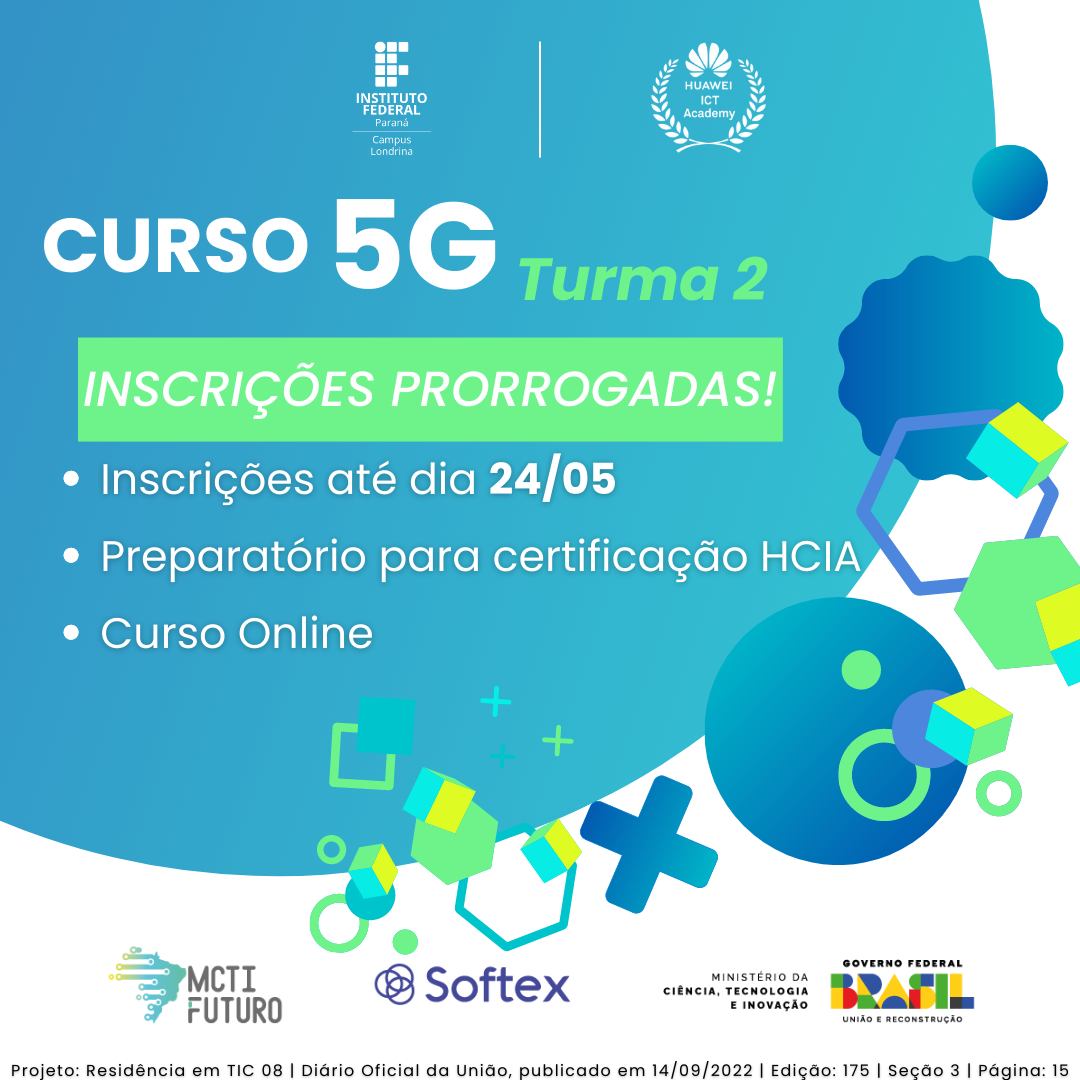 INSTITUTO
FEDERAL
Paraná
Campus
Londrina
HUAWEI
ICT
Academy
CURSO 5G
Turma 2
INSCRIÇÕES PRORROGADAS!
• Inscrições até dia 24/05
• Preparatório para certificação HCIA
• Curso Online
MCTI
FUTURO
Softex
MINISTÉRIO DA
CIÊNCIA, TECNOLOGIA
E INOVAÇÃO
GOVERNO FEDERAL
BRASIL
UNIÃO E RECONSTRUÇÃO
Projeto: Residência em TIC 08 | Diário Oficial da União, publicado em 14/09/2022 | Edição: 175 | Seção 3 | Página: 15